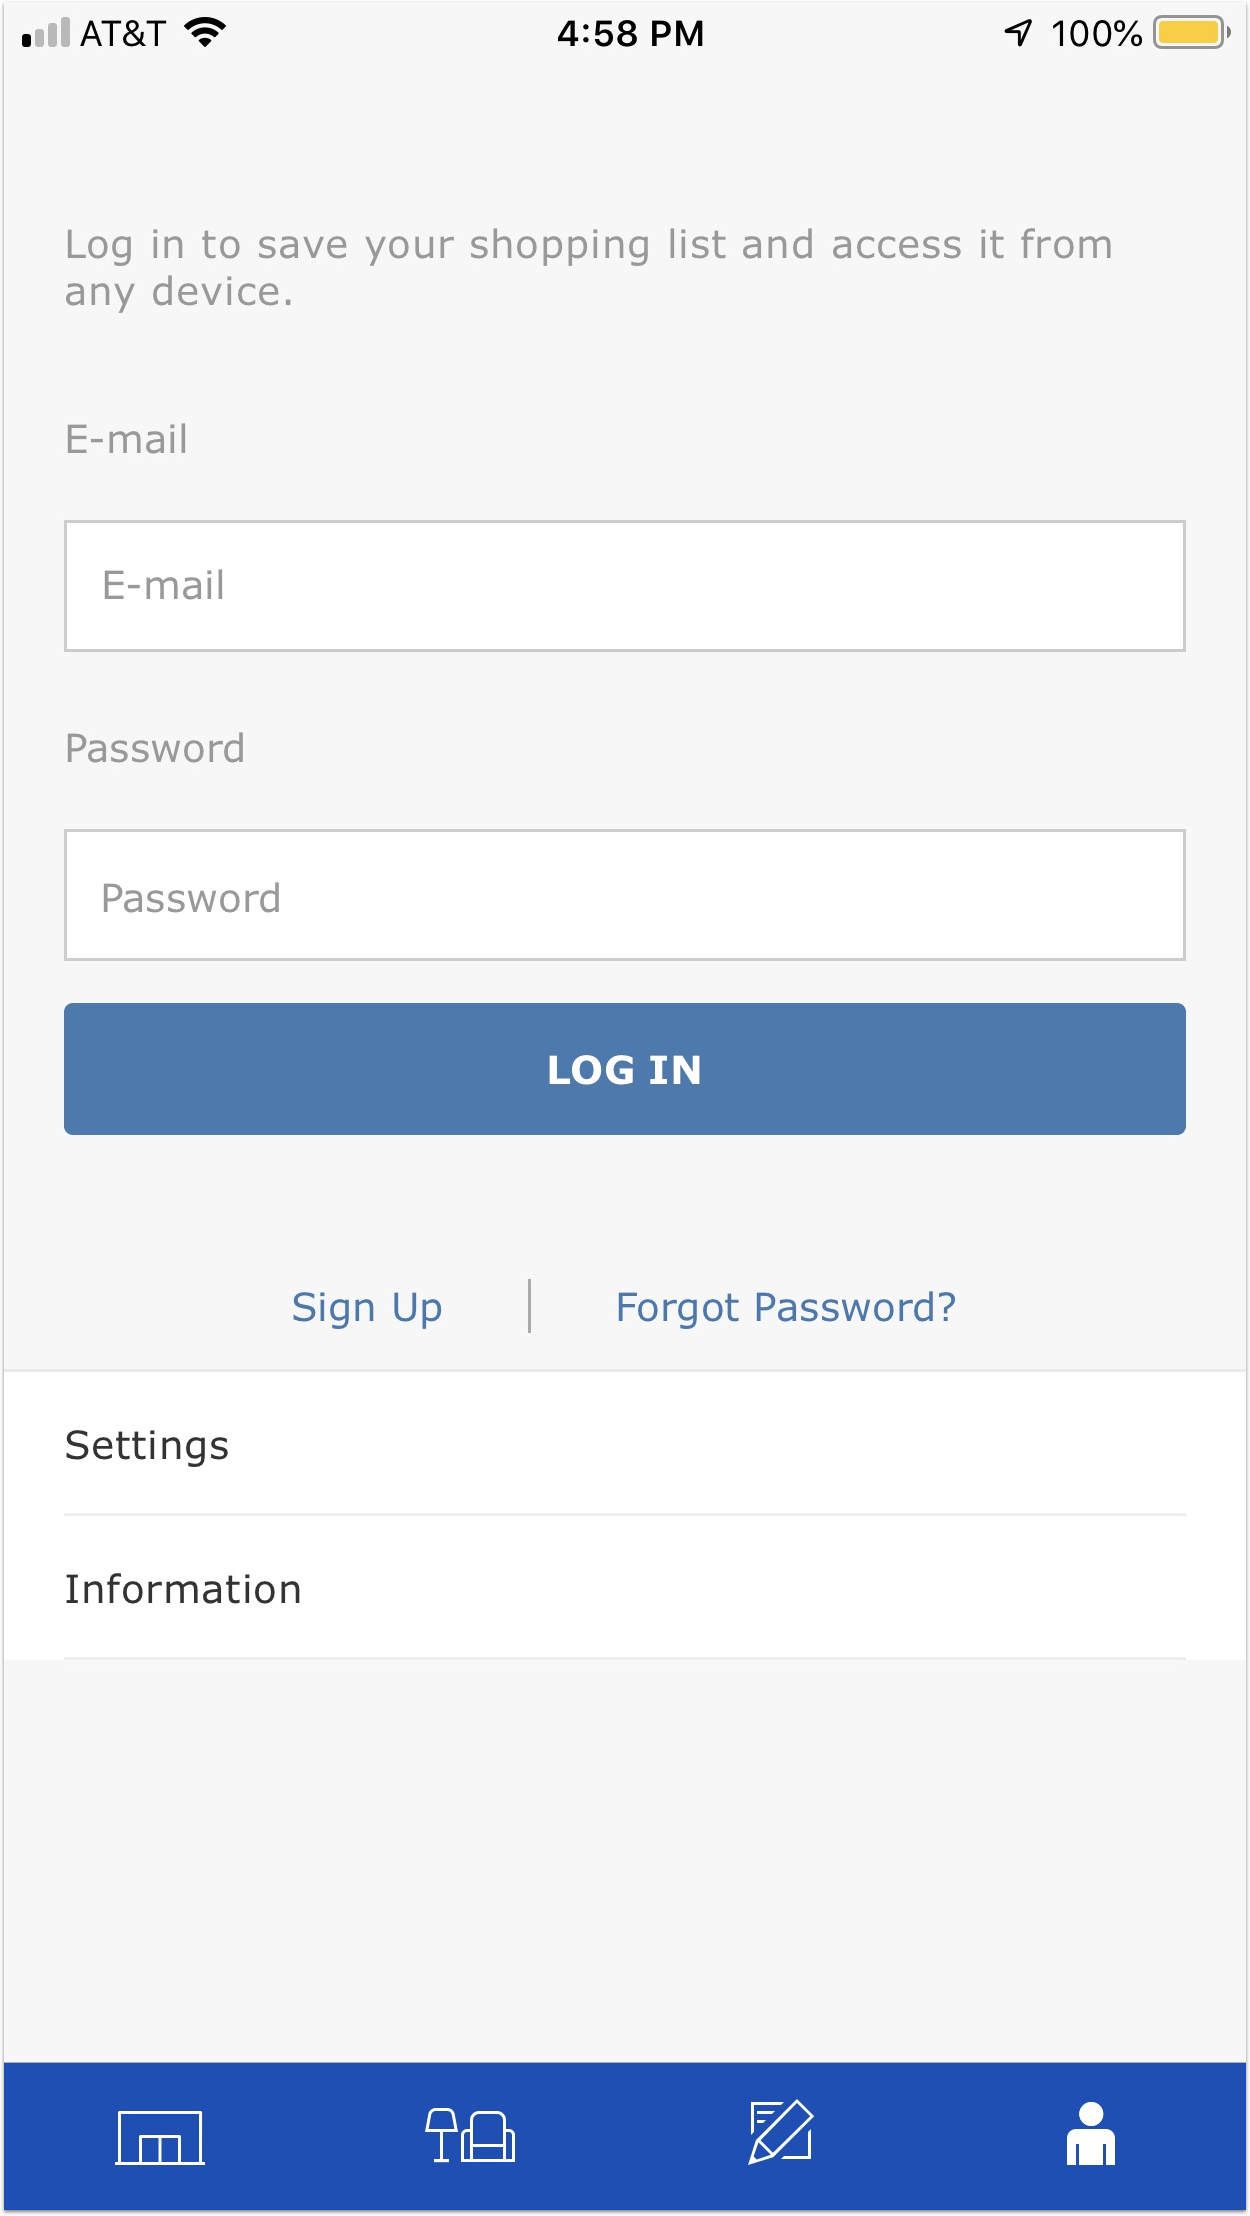 AT&T 4:58 PM 100%
Log in to save your shopping list and access it from
any device.
E-mail
E-mail
Password
Password
LOG IN
Sign Up Forgot Password?
Settings
Information